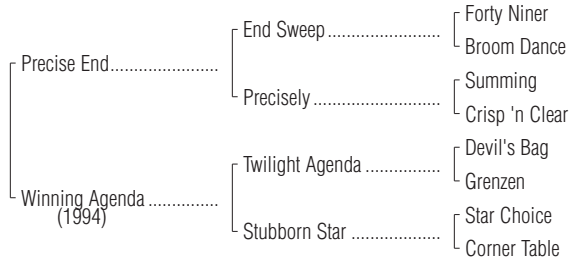 Forty Niner
End Sweep
Broom Dance
Precise End
Summing
Precisely
Crisp 'n Clear
Devil's Bag
Twilight Agenda
Grenzen
Winning Agenda
(1994)
Star Choice
Stubborn Star
Corner Table